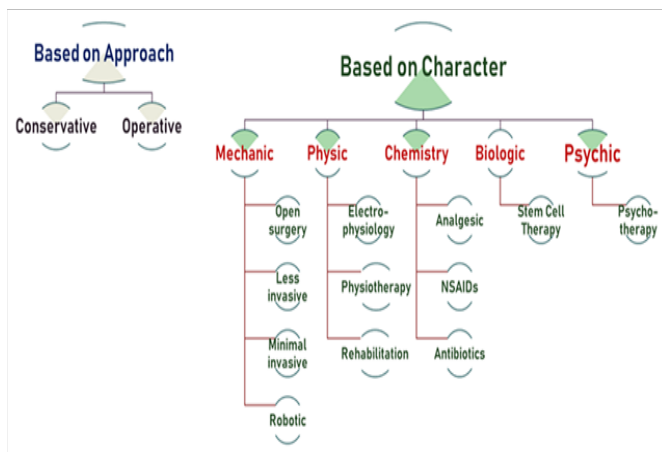 Based on Approach
Based on Character
Conservative
Operative
Mechanic
Physic
Chemistry
Biologic
Psychic
Open
surgery
Less
invasive
Minimal
invasive
Robotic
Electro-
physiology
Physiotherapy
Rehabilitation
Analgesic
NSAIDs
Antibiotics
Stem Cell
Therapy
Psycho-
therapy